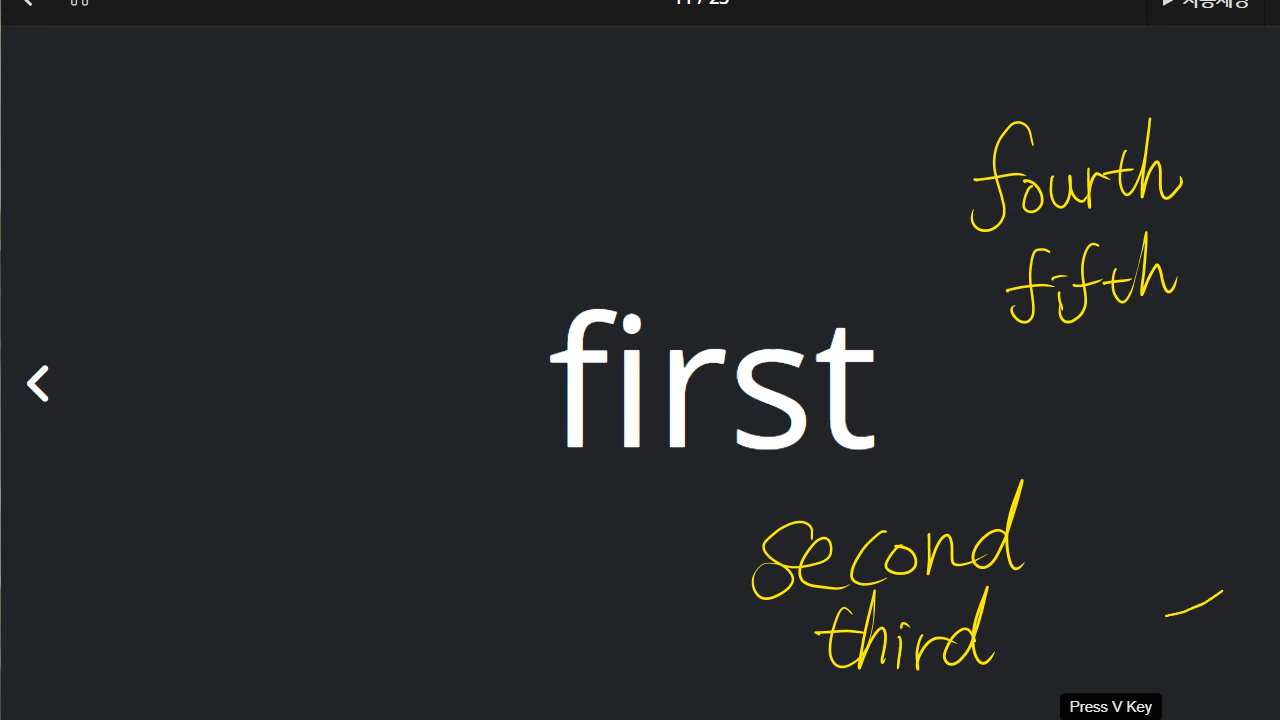 fourth
fifth
first
second
third
Press V Key